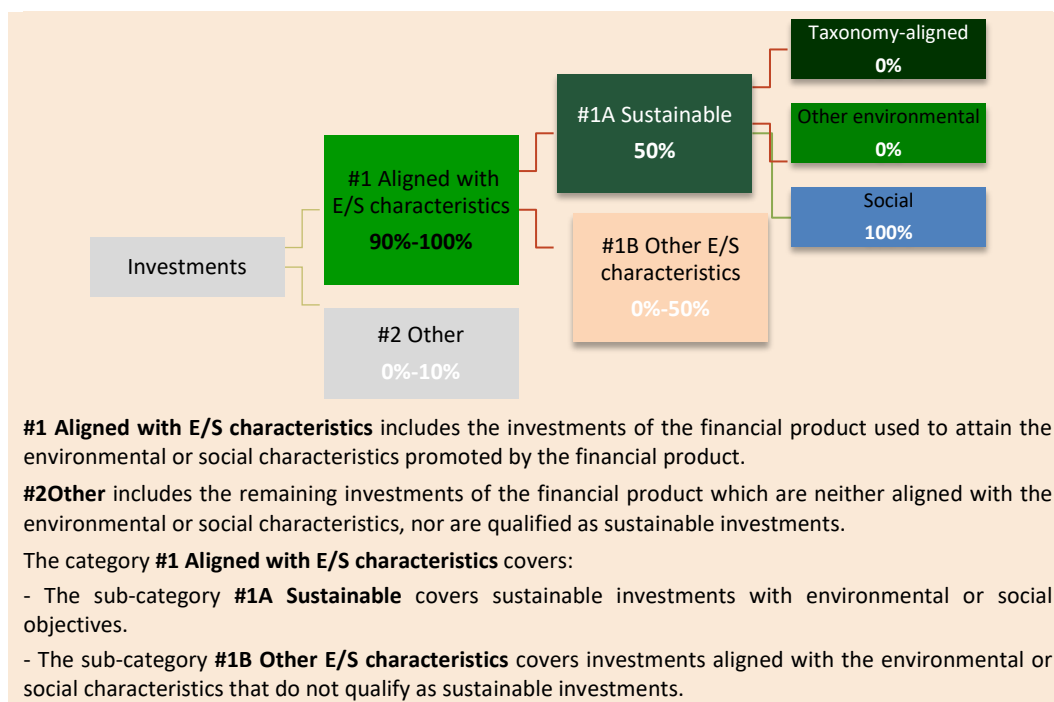 Taxonomy-aligned
0%
#1A Sustainable
50%
Other environmental
0%
#1 Aligned with
E/S characteristics
90%-100%
Social
100%
#1B Other E/S
characteristics
0%-50%
Investments
#2 Other
0%-10%
#1 Aligned with E/S characteristics includes the investments of the financial product used to attain the
environmental or social characteristics promoted by the financial product.
#2Other includes the remaining investments of the financial product which are neither aligned with the
environmental or social characteristics, nor are qualified as sustainable investments.
The category #1 Aligned with E/S characteristics covers:
- The sub-category #1A Sustainable covers sustainable investments with environmental or social
objectives.
- The sub-category #1B Other E/S characteristics covers investments aligned with the environmental or
social characteristics that do not qualify as sustainable investments.